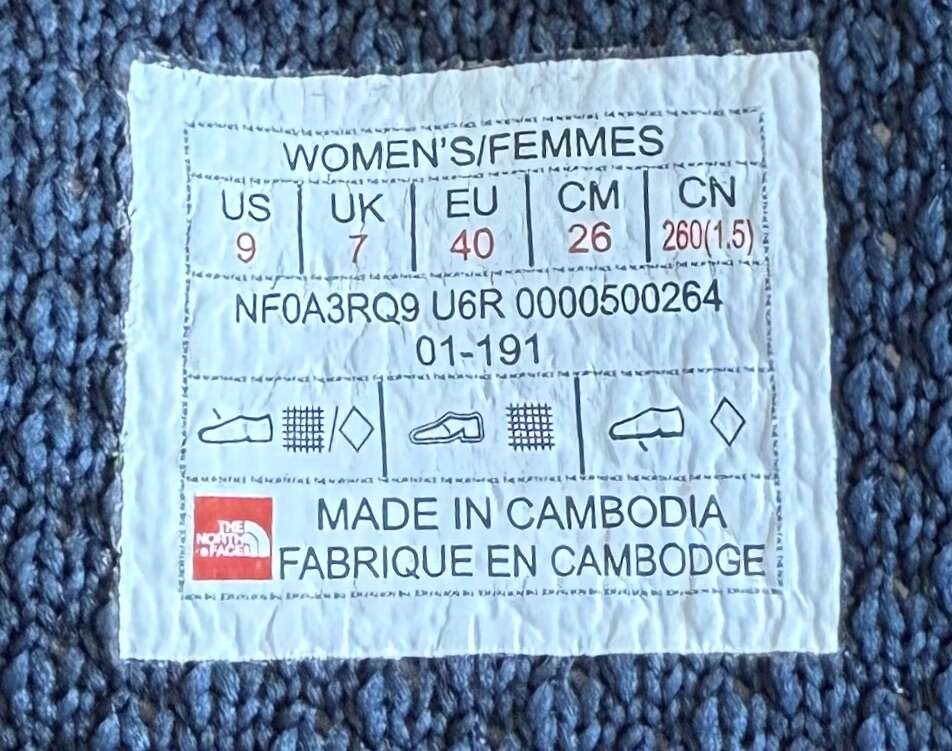 WOMEN'S/FEMMES
US UK EU CM CN
9 7 40 26 260(1.5)
NF0A3RQ9 U6R 0000500264
01-191
THE
NORTH
FACE
MADE IN CAMBODIA
FABRIQUE EN CAMBODGE